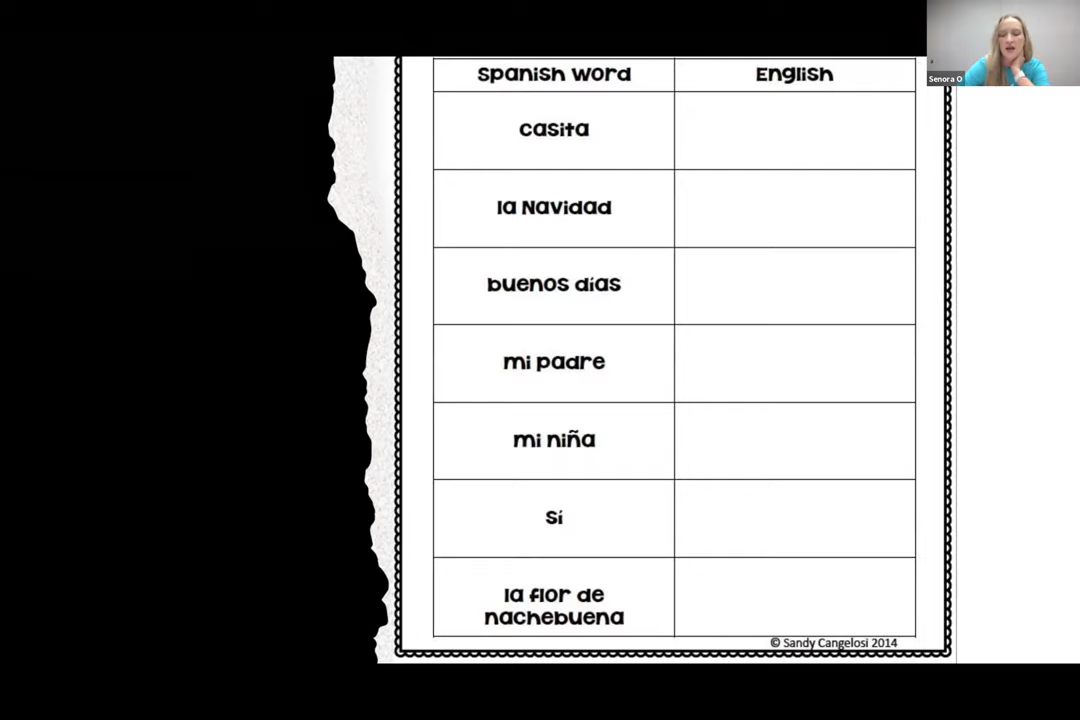 Spanish Word English
casita
la Navidad
buenos días
mi padre
mi niña
sí
la flor de
nachebuena
© Sandy Cangelosi 2014
Senora O